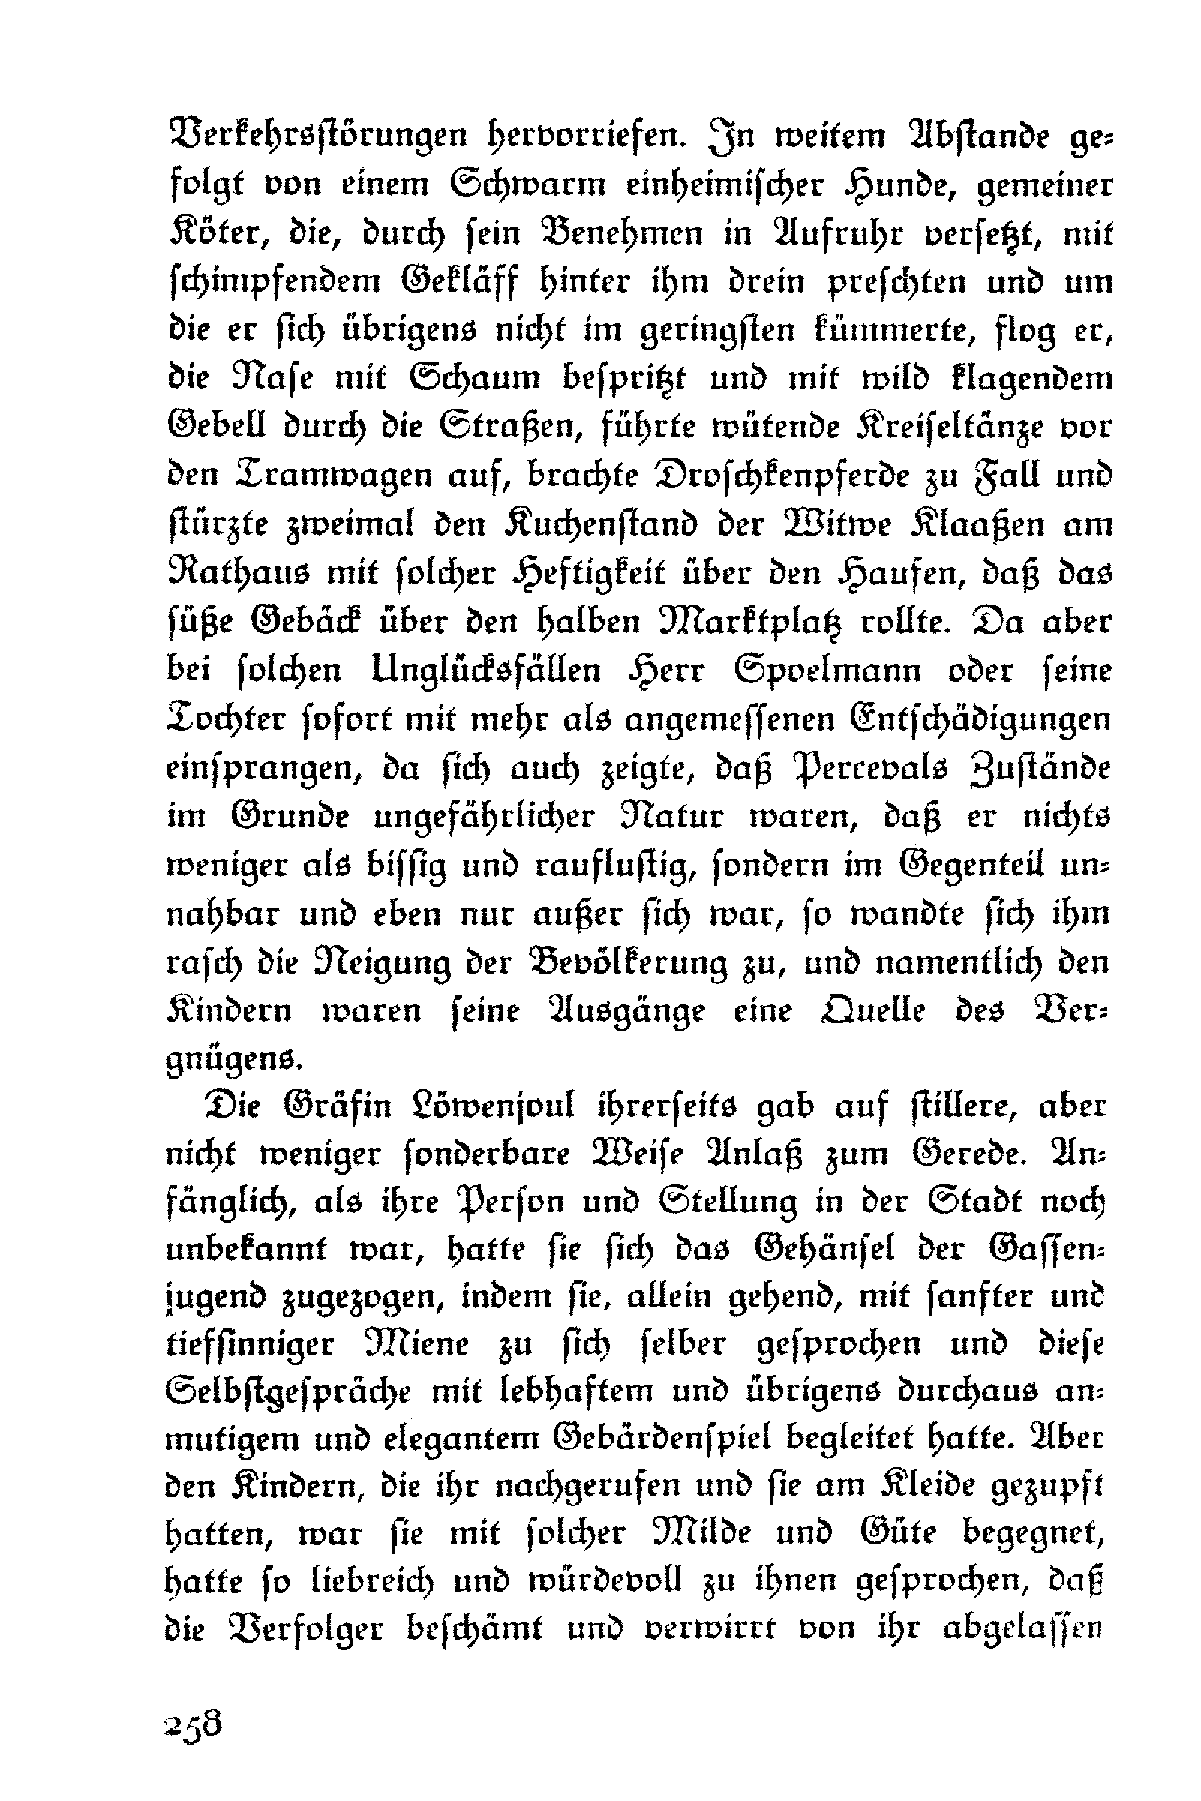 Verkehrsstörungen hervorriefen. In weitem Abstande ge-
folgt von einem Schwarm einheimischer Hunde, gemeiner
Köter, die, durch sein Benehmen in Aufruhr versetzt, mit
schimpfendem Gekläff hinter ihm drein preschten und um
die er sich übrigens nicht im geringsten kümmerte, flog er,
die Nase mit Schaum bespritzt und mit wild klagendem
Gebell durch die Straßen, führte wütende Kreiseltänze vor
den Tramwagen auf, brachte Droschkenpferde zu Fall und
stürzte zweimal den Kuchenstand der Witwe Klaaßen am
Rathaus mit solcher Heftigkeit über den Haufen, daß das
süße Gebäck über den halben Marktplatz rollte. Da aber
bei solchen Unglücksfällen Herr Spoelmann oder seine
Tochter sofort mit mehr als angemessenen Entschädigungen
einsprangen, da sich auch zeigte, daß Percevals Zustände
im Grunde ungefährlicher Natur waren, daß er nichts
weniger als bissig und rauflustig, sondern im Gegenteil un-
nahbar und eben nur außer sich war, so wandte sich ihm
rasch die Neigung der Bevölkerung zu, und namentlich den
Kindern waren seine Ausgänge eine Quelle des Ver-
gnügens.
Die Gräfin Löwenjoul ihrerseits gab auf stillere, aber
nicht weniger sonderbare Weise Anlaß zum Gerede. An-
fänglich, als ihre Person und Stellung in der Stadt noch
unbekannt war, hatte sie sich das Gehänsel der Gassen-
jugend zugezogen, indem sie, allein gehend, mit sanfter und
tiefsinniger Miene zu sich selber gesprochen und diese
Selbstgespräche mit lebhaftem und übrigens durchaus an-
mutigem und elegantem Gebärdenspiel begleitet hatte. Aber
den Kindern, die ihr nachgerufen und sie am Kleide gezupft
hatten, war sie mit solcher Milde und Güte begegnet,
hatte so liebreich und würdevoll zu ihnen gesprochen, daß
die Verfolger beschämt und verwirrt von ihr abgelassen
258